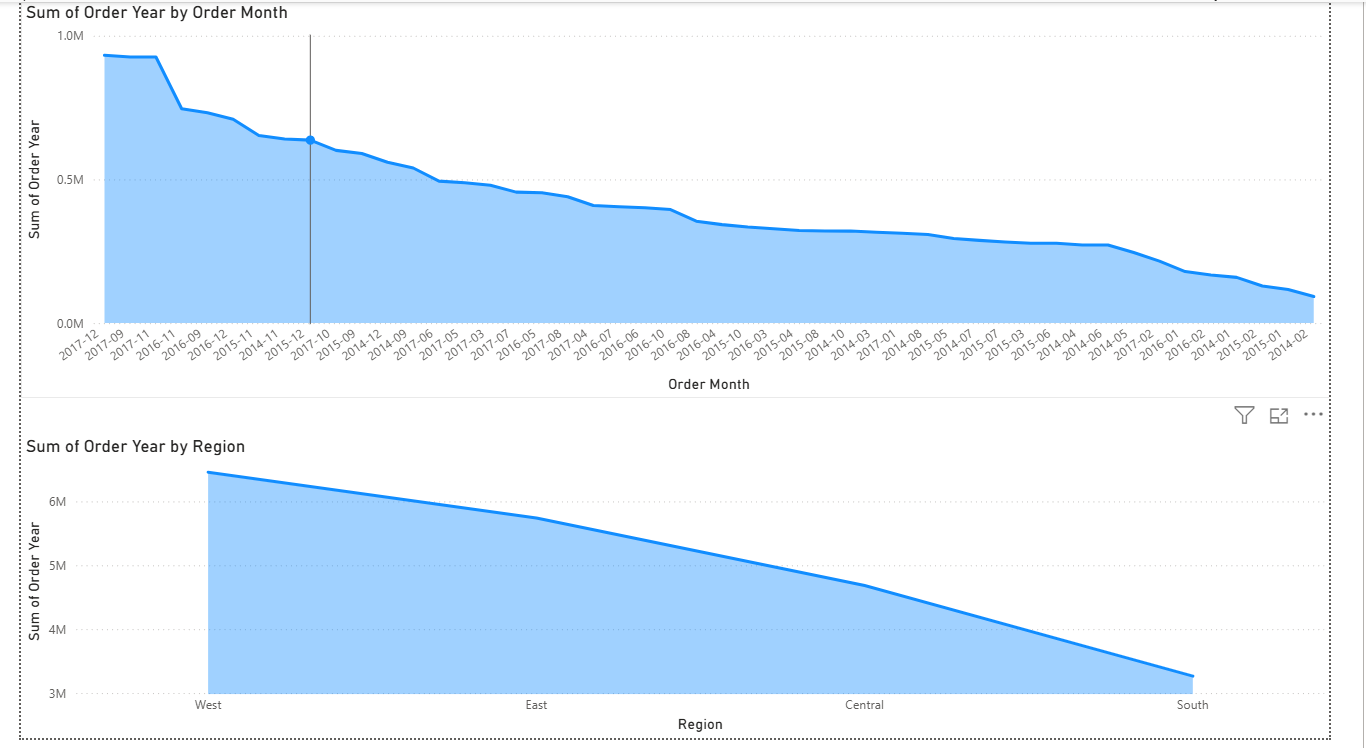 Sum of Order Year by Order Month
Sum of Order Year
1.0M
0.5M
0.0M
2017-12 2017-09 2017-11 2016-11 2016-09 2016-12 2015-11 2014-11 2015-12 2017-10 2015-09 2014-12 2014-09 2017-06 2017-05 2017-03 2017-07 2016-05 2017-08 2017-04 2016-07 2016-06 2016-10 2016-08 2016-04 2015-10 2016-03 2015-04 2015-08 2014-10 2014-03 2017-01 2014-08 2015-05 2014-07 2015-07 2015-03 2015-06 2014-04 2014-06 2014-05 2017-02 2016-01 2016-02 2014-01 2015-02 2015-01 2014-02
Order Month
Sum of Order Year by Region
Sum of Order Year
6M
5M
4M
3M
West East Central South
Region